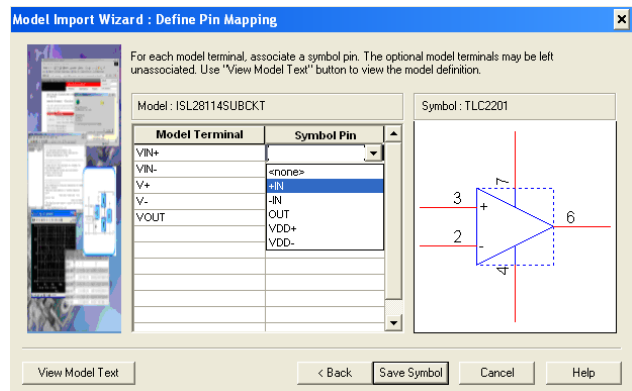 Model Import Wizard : Define Pin Mapping
For each model terminal, associate a symbol pin. The optional model terminals may be left
unassociated. Use "View Model Text" button to view the model definition.
Model : ISL28114SUBCKT
Symbol : TLC2201
Model Terminal Symbol Pin
VIN+
VIN-
V+
V-
VOUT
<none>
+IN
-IN
OUT
VDD+
VDD-
7
3
+
6
2
-
4
View Model Text
< Back
Save Symbol
Cancel
Help